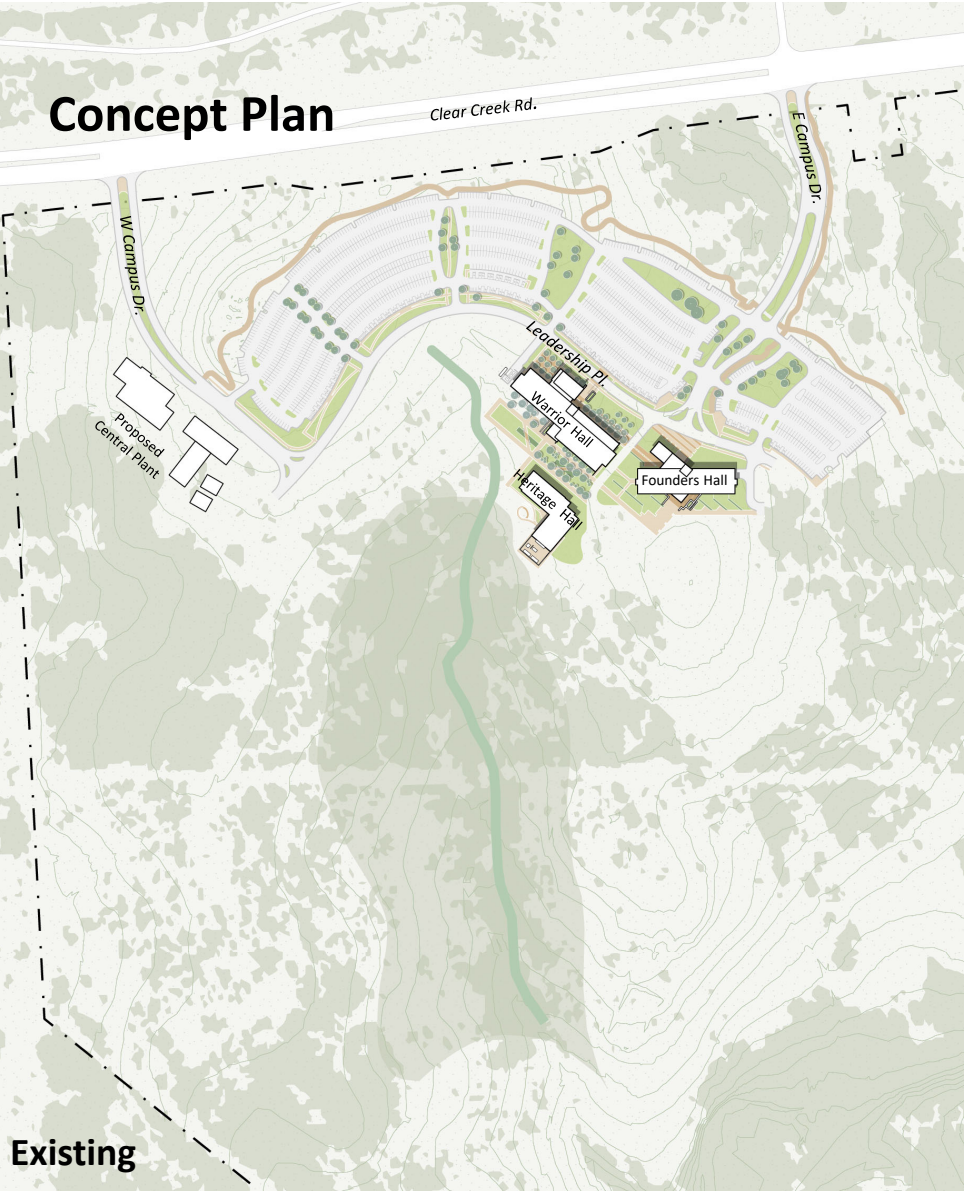 Concept Plan
Clear Creek Rd.
E Campus Dr.
W Campus Dr.
Leadership Pl.
Warrior Hall
Proposed
Central Plant
Founders Hall
Heritage Hall
Existing